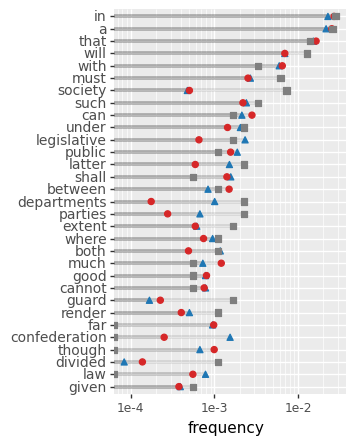 in
a
that
will
with
must
society
such
can
under
legislative
public
latter
shall
between
departments
parties
extent
where
both
much
good
cannot
guard
render
far
confederation
though
divided
law
given
1e-4 1e-3 1e-2
frequency